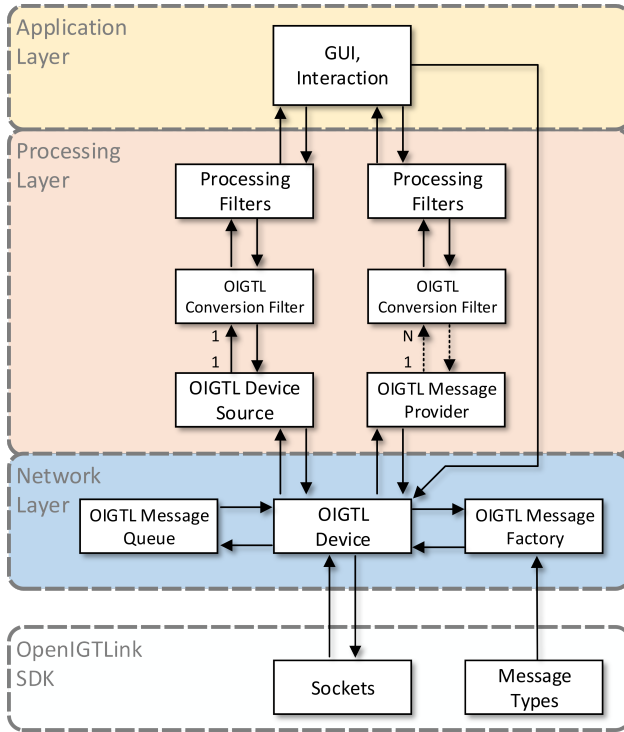 Application
Layer
GUI,
Interaction
Processing
Layer
Processing
Filters
Processing
Filters
OIGTL
Conversion Filter
OIGTL
Conversion Filter
1
1
N
1
OIGTL Device
Source
OIGTL Message
Provider
Network
Layer
OIGTL Message
Queue
OIGTL
Device
OIGTL Message
Factory
OpenIGTLink
SDK
Sockets
Message
Types